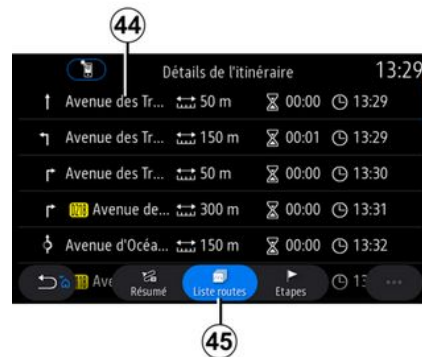 44
Détails de l'itinéraire 13:29
Avenue des Tr... 50 m 00:00 13:29
Avenue des Tr... 150 m 00:01 13:29
Avenue des Tr... 50 m 00:00 13:30
Avenue de... 300 m 00:00 13:31
Avenue d'Océa... 150 m 00:00 13:32
Ave
Résumé Liste routes Etapes ...
45